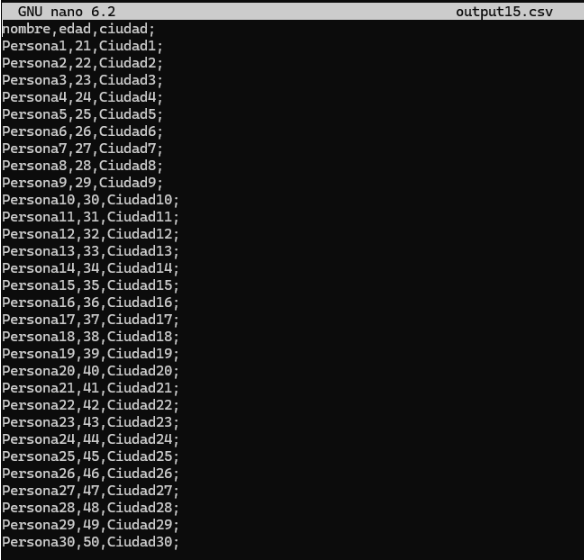 GNU nano 6.2 output15.csv
nombre,edad,ciudad;
Persona1,21,Ciudad1;
Persona2,22,Ciudad2;
Persona3,23,Ciudad3;
Persona4,24,Ciudad4;
Persona5,25,Ciudad5;
Persona6,26,Ciudad6;
Persona7,27,Ciudad7;
Persona8,28,Ciudad8;
Persona9,29,Ciudad9;
Persona10,30,Ciudad10;
Persona11,31,Ciudad11;
Persona12,32,Ciudad12;
Persona13,33,Ciudad13;
Persona14,34,Ciudad14;
Persona15,35,Ciudad15;
Persona16,36,Ciudad16;
Persona17,37,Ciudad17;
Persona18,38,Ciudad18;
Persona19,39,Ciudad19;
Persona20,40,Ciudad20;
Persona21,41,Ciudad21;
Persona22,42,Ciudad22;
Persona23,43,Ciudad23;
Persona24,44,Ciudad24;
Persona25,45,Ciudad25;
Persona26,46,Ciudad26;
Persona27,47,Ciudad27;
Persona28,48,Ciudad28;
Persona29,49,Ciudad29;
Persona30,50,Ciudad30;